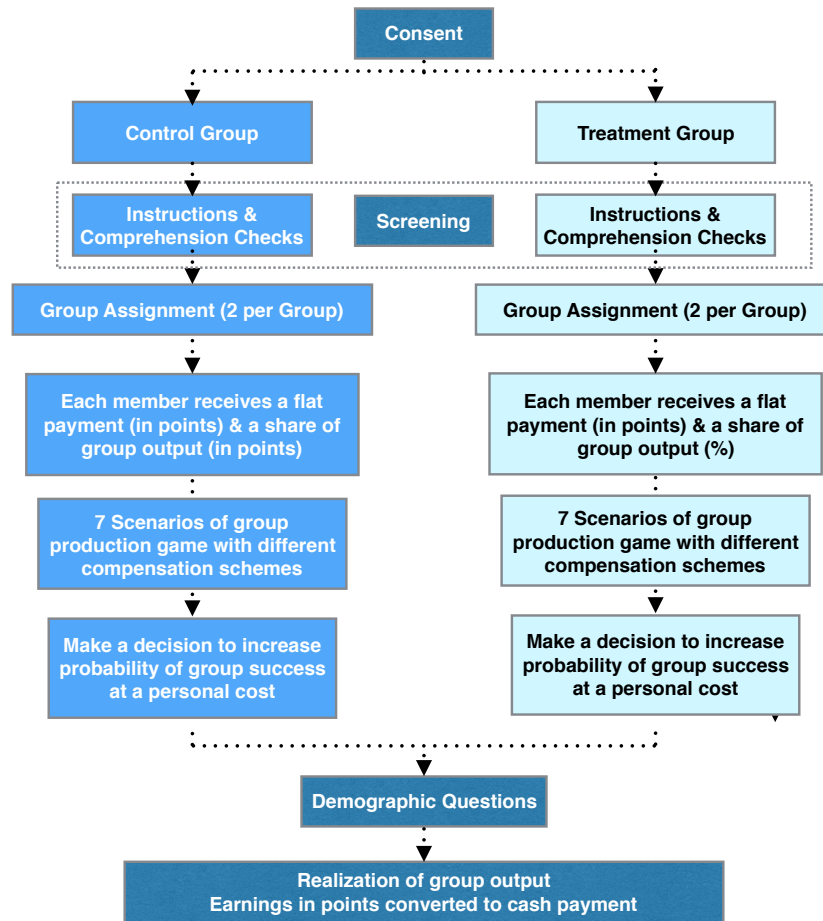 Consent
Control Group
Treatment Group
Instructions &
Comprehension Checks
Screening
Instructions &
Comprehension Checks
Group Assignment (2 per Group)
Group Assignment (2 per Group)
Each member receives a flat
payment (in points) & a share of
group output (in points)
Each member receives a flat
payment (in points) & a share of
group output (%)
7 Scenarios of group
production game with different
compensation schemes
7 Scenarios of group
production game with different
compensation schemes
Make a decision to increase
probability of group success
at a personal cost
Make a decision to increase
probability of group success
at a personal cost
Demographic Questions
Realization of group output
Earnings in points converted to cash payment